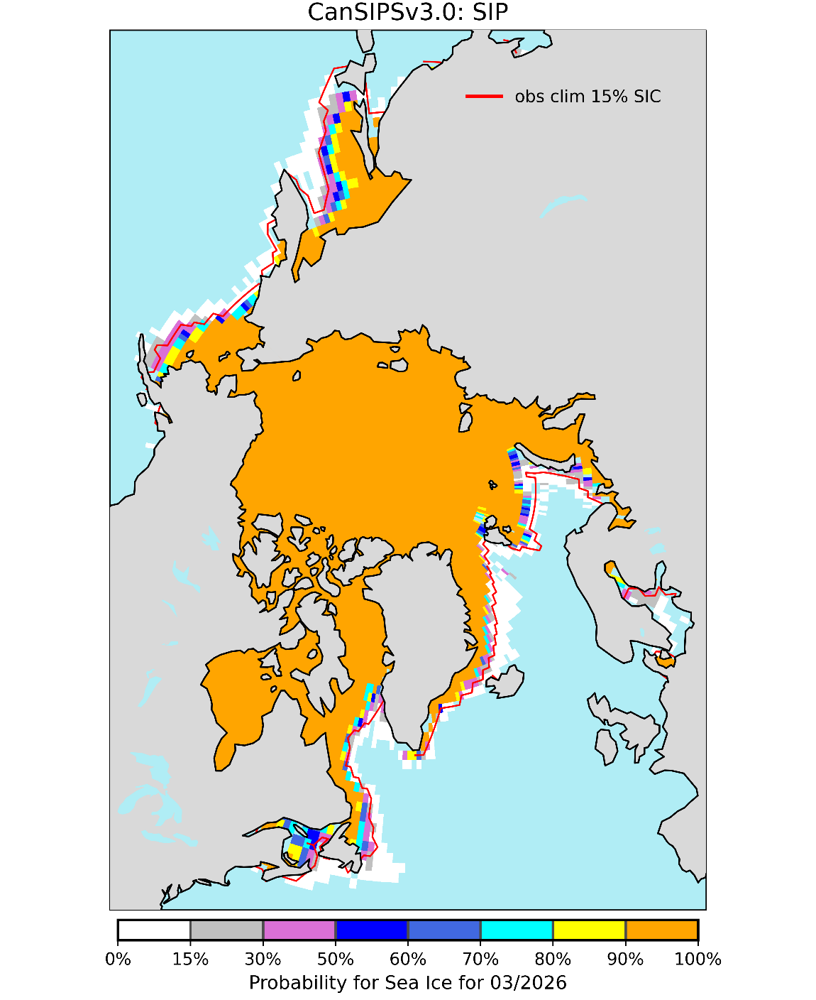 CanSIPSv3.0: SIP
obs clim 15% SIC
0% 15% 30% 50% 60% 70% 80% 90% 100%
Probability for Sea Ice for 03/2026